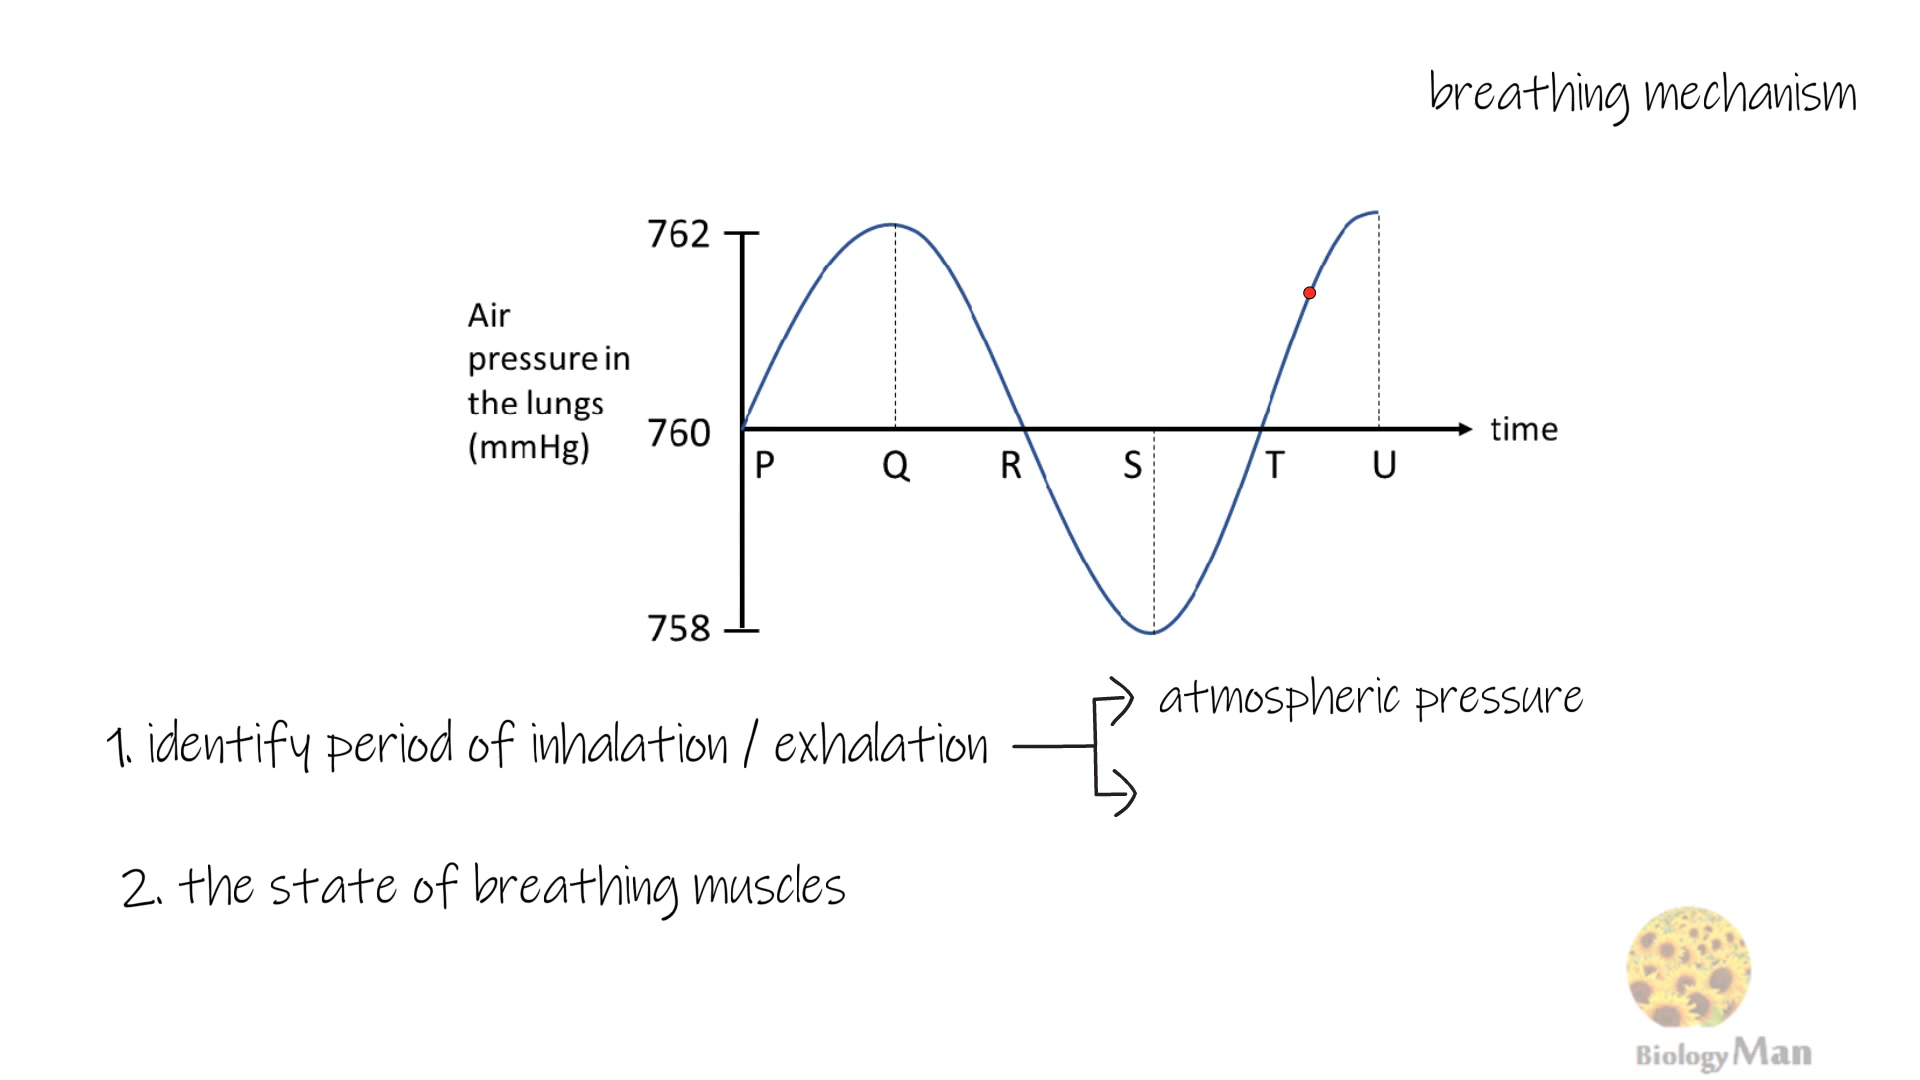 breathing mechanism
762
Air
pressure in
the lungs
(mmHg)
760
time
P Q R S T U
758
atmospheric pressure
1. identify period of inhalation / exhalation
2. the state of breathing muscles
Biology Man